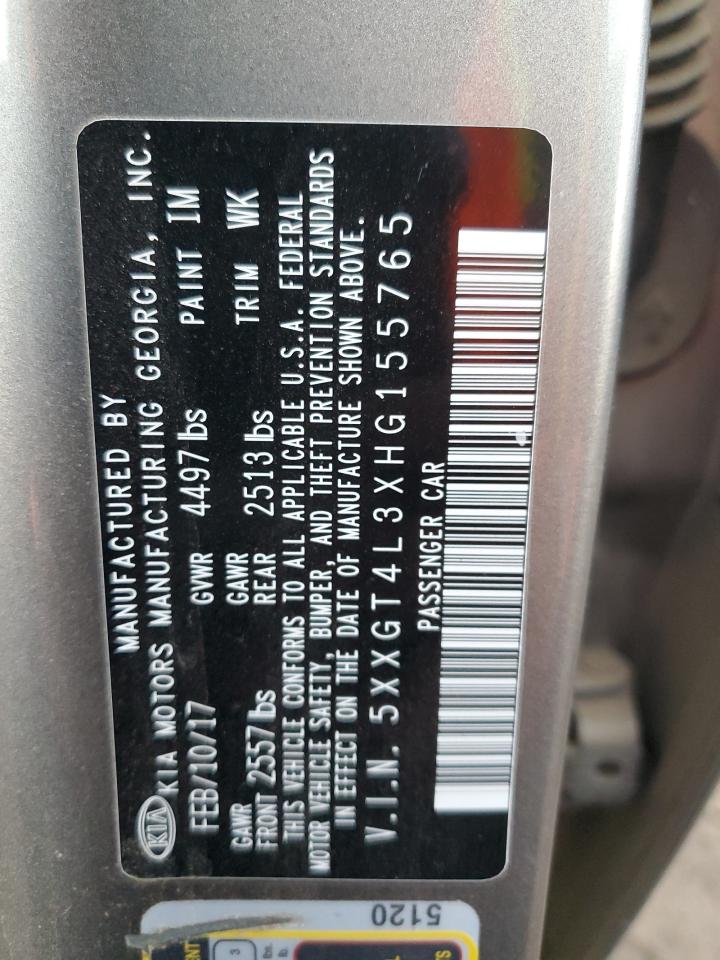 MANUFACTURED BY
KIA KIA MOTORS MANUFACTURING GEORGIA, INC.
FEB/10/17 GVWR 4497 lbs PAINT IM
GAWR FRONT 2557 lbs GAWR REAR 2513 lbs TRIM WK
THIS VEHICLE CONFORMS TO ALL APPLICABLE U.S.A. FEDERAL
MOTOR VEHICLE SAFETY, BUMPER, AND THEFT PREVENTION STANDARDS
IN EFFECT ON THE DATE OF MANUFACTURE SHOWN ABOVE.
V.I.N. 5XXGT4L3XHG155765
PASSENGER CAR
5120
3